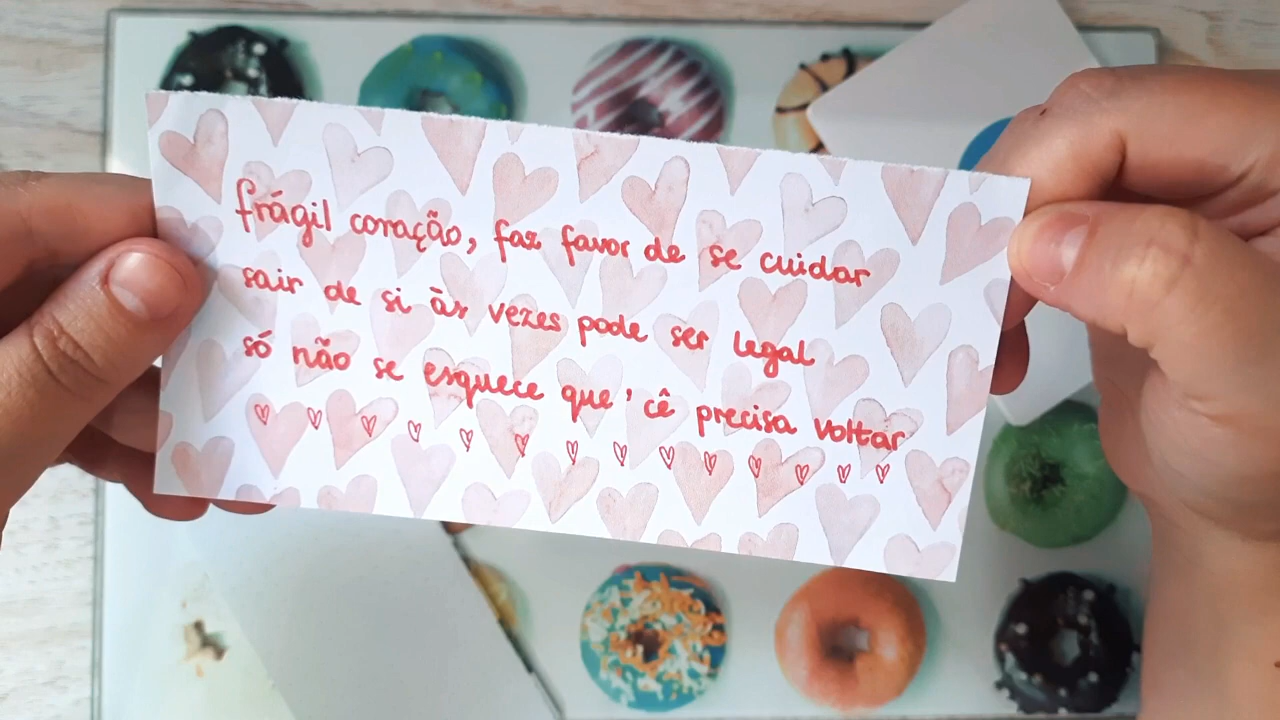 frágil coração, faz favor de se cuidar
sair de si às vezes pode ser legal
só não se esquece que 'cê precisa voltar